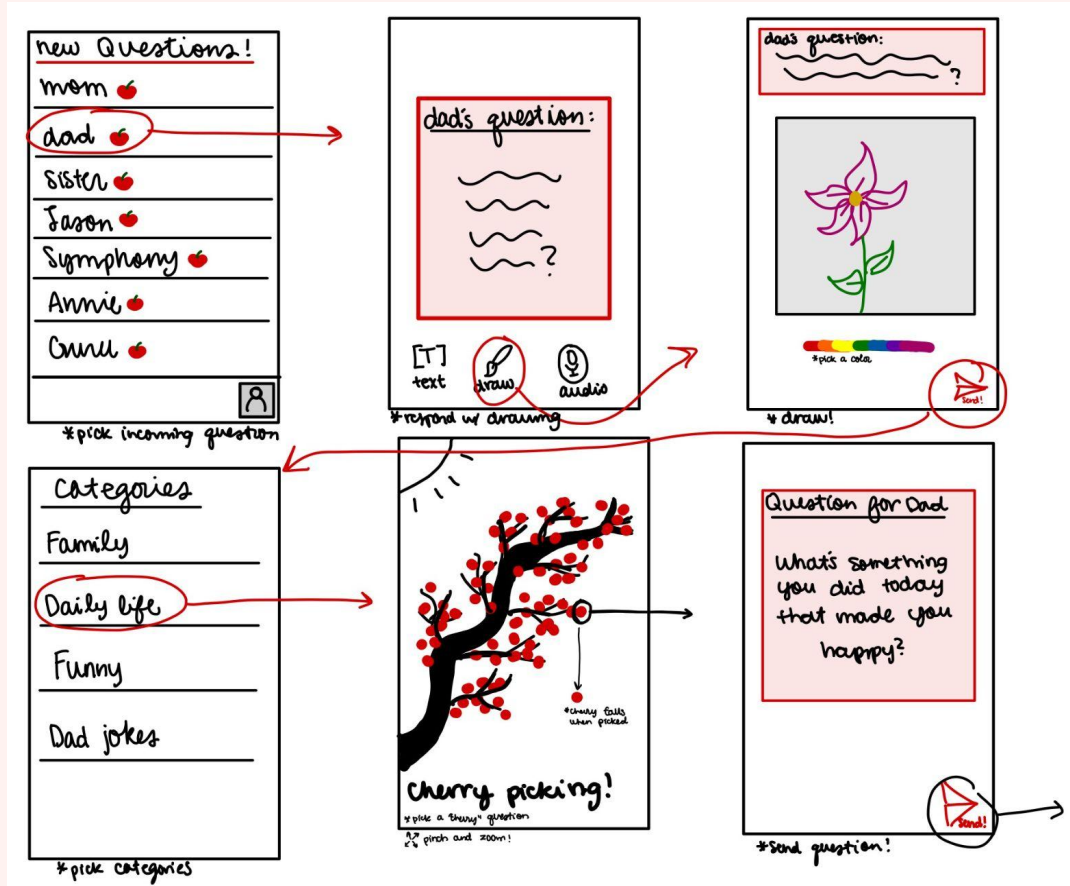 new Questions!
mom
dad
Sister
Jason
Symphony
Annie
*pick incoming question
dad's question:
?
[T]
text
draw
audio
*respond w/ drawing
dad's question:
?
*pick a color
Send!
*draw!
Categories
Family
Daily life
Funny
Dad jokes
*pick categories
*cherry falls
when picked
cherry picking!
*pick a "cherry" question
pinch and zoom!
Question for Dad
What's something
you did today
that made you
happy?
Send!
*Send question!